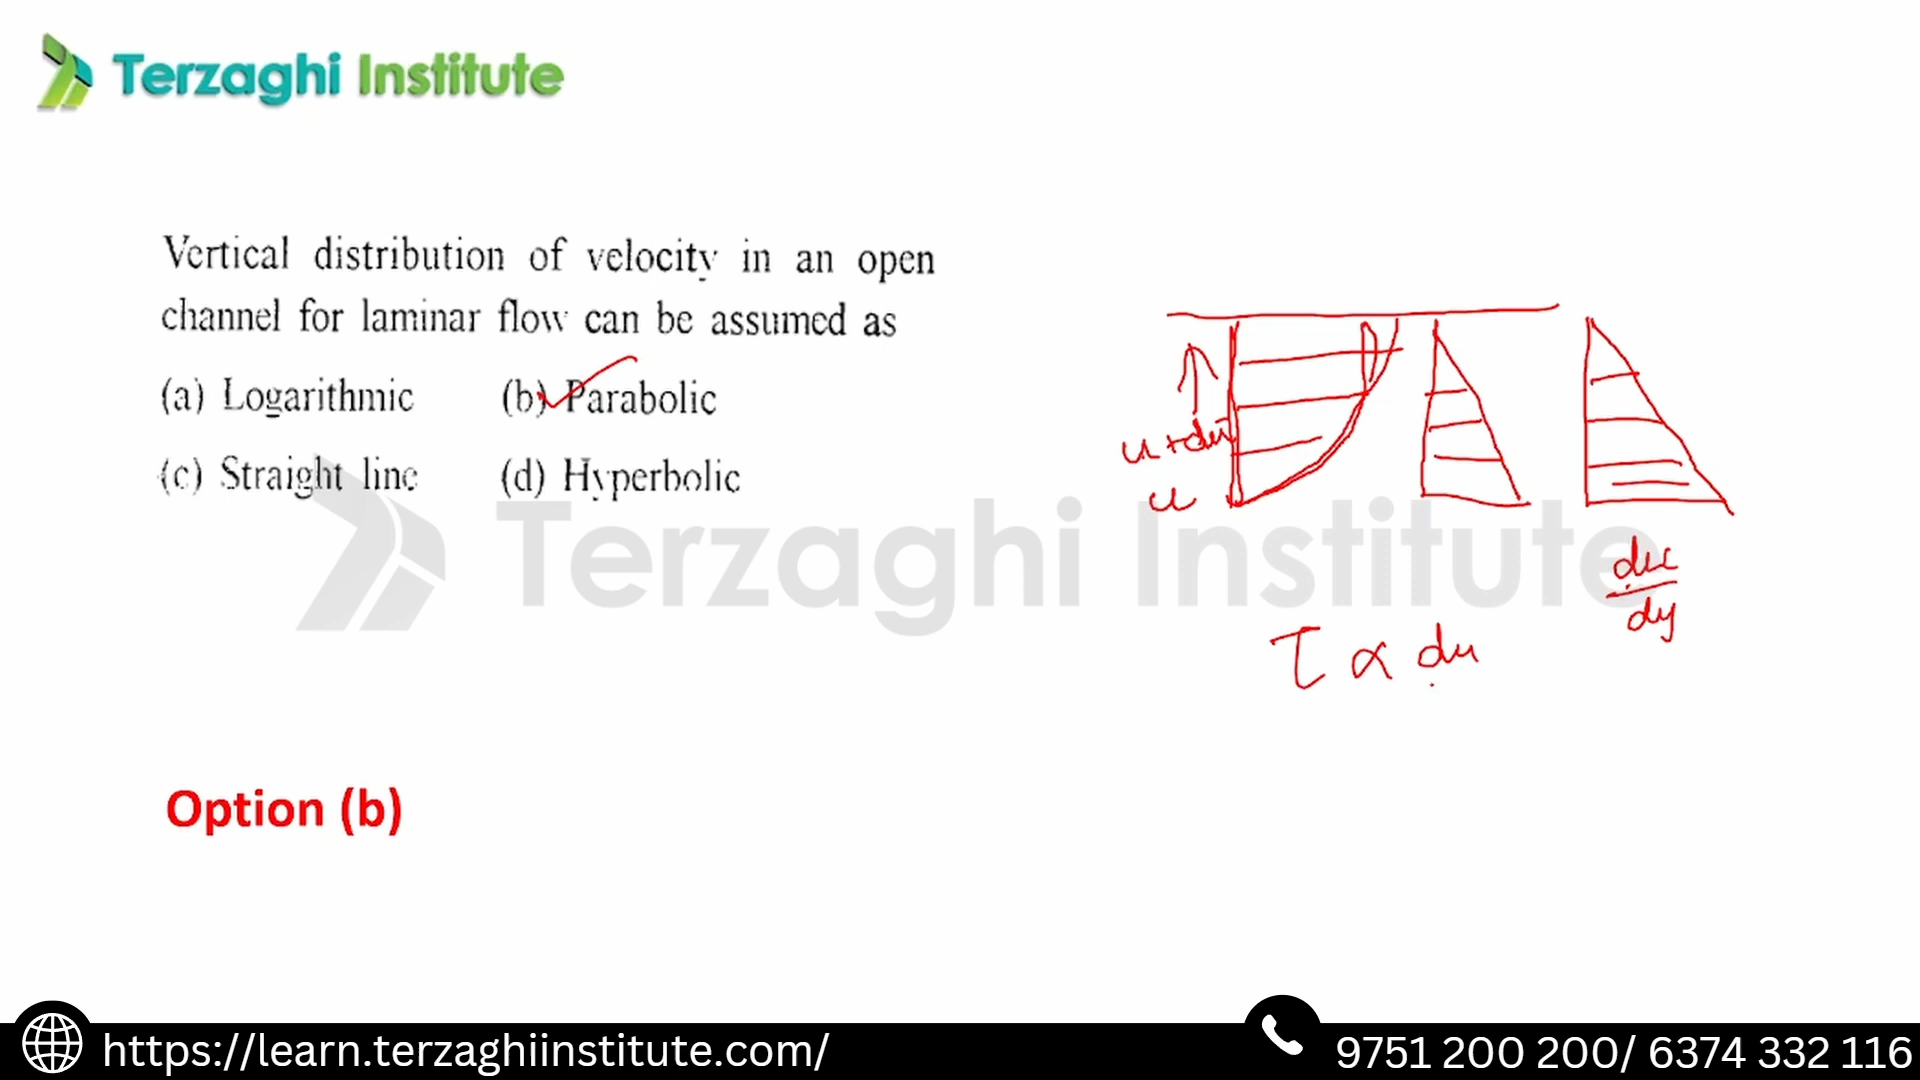 Terzaghi Institute
Vertical distribution of velocity in an open
channel for laminar flow can be assumed as
(a) Logarithmic (b) Parabolic
(c) Straight line (d) Hyperbolic
u + du
u
du
dy
τ ∝ du
Terzaghi Institute
Option (b)
https://learn.terzaghiinstitute.com/
9751 200 200/ 6374 332 116